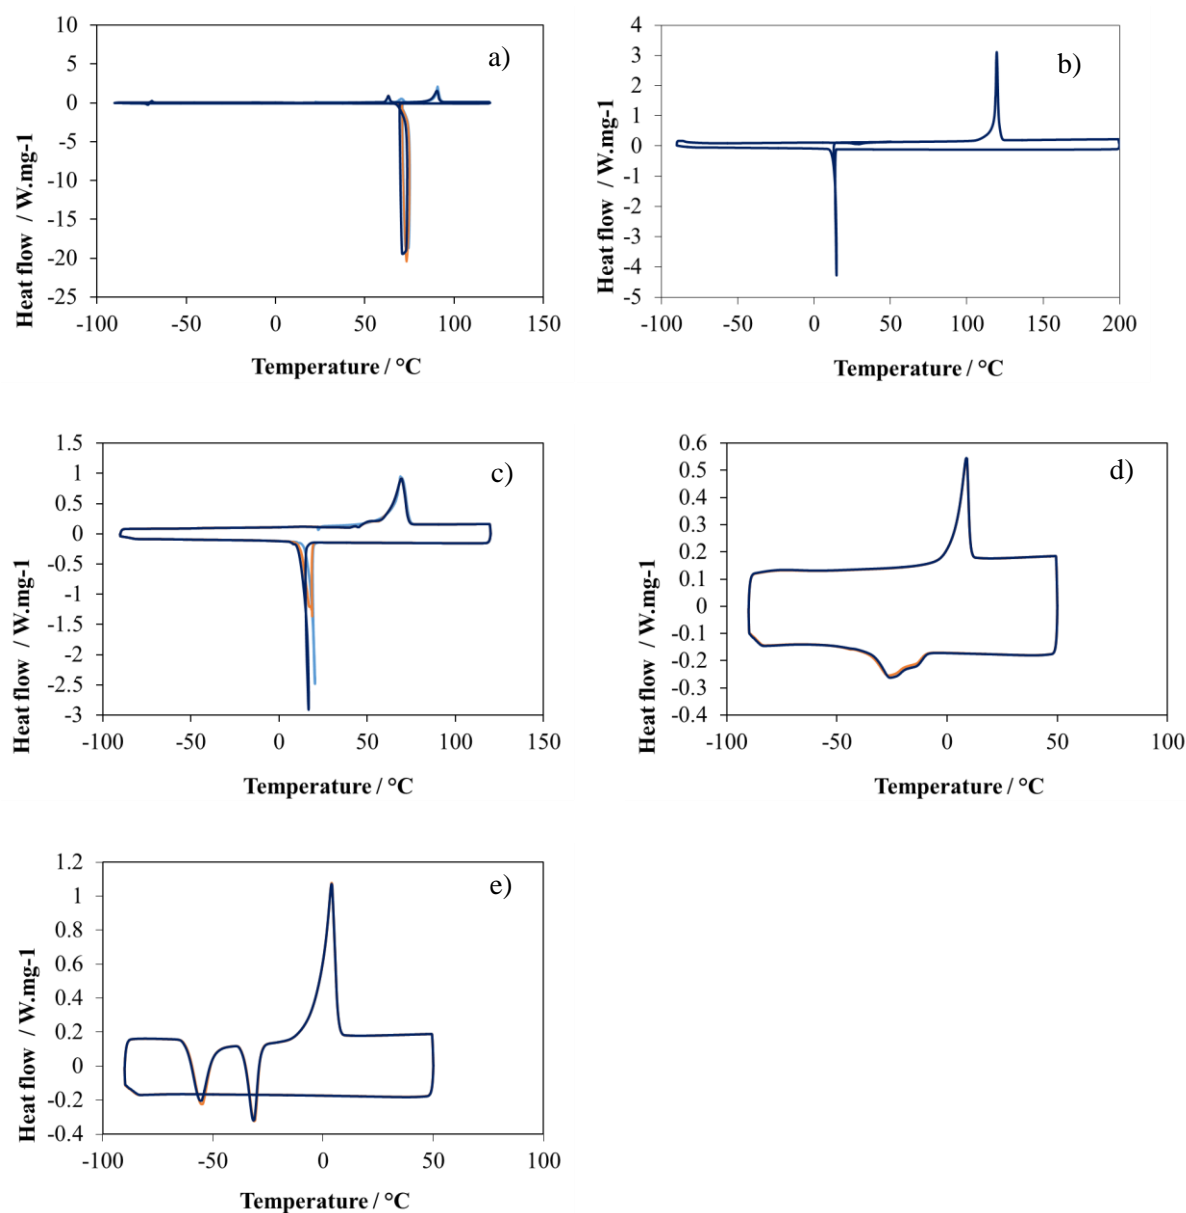 a)
10
5
0
-5
-10
-15
-20
-25
-100 -50 0 50 100 150
Heat flow / W.mg-1
Temperature / °C
b)
4
3
2
1
0
-1
-2
-3
-4
-5
-100 -50 0 50 100 150 200
Heat flow / W.mg-1
Temperature / °C
c)
1.5
1
0.5
0
-0.5
-1
-1.5
-2
-2.5
-3
-100 -50 0 50 100 150
Heat flow / W.mg-1
Temperature / °C
d)
0.6
0.5
0.4
0.3
0.2
0.1
0
-0.1
-0.2
-0.3
-0.4
-100 -50 0 50 100
Heat flow / W.mg-1
Temperature / °C
e)
1.2
1
0.8
0.6
0.4
0.2
0
-0.2
-0.4
-100 -50 0 50 100
Heat flow / W.mg-1
Temperature / °C